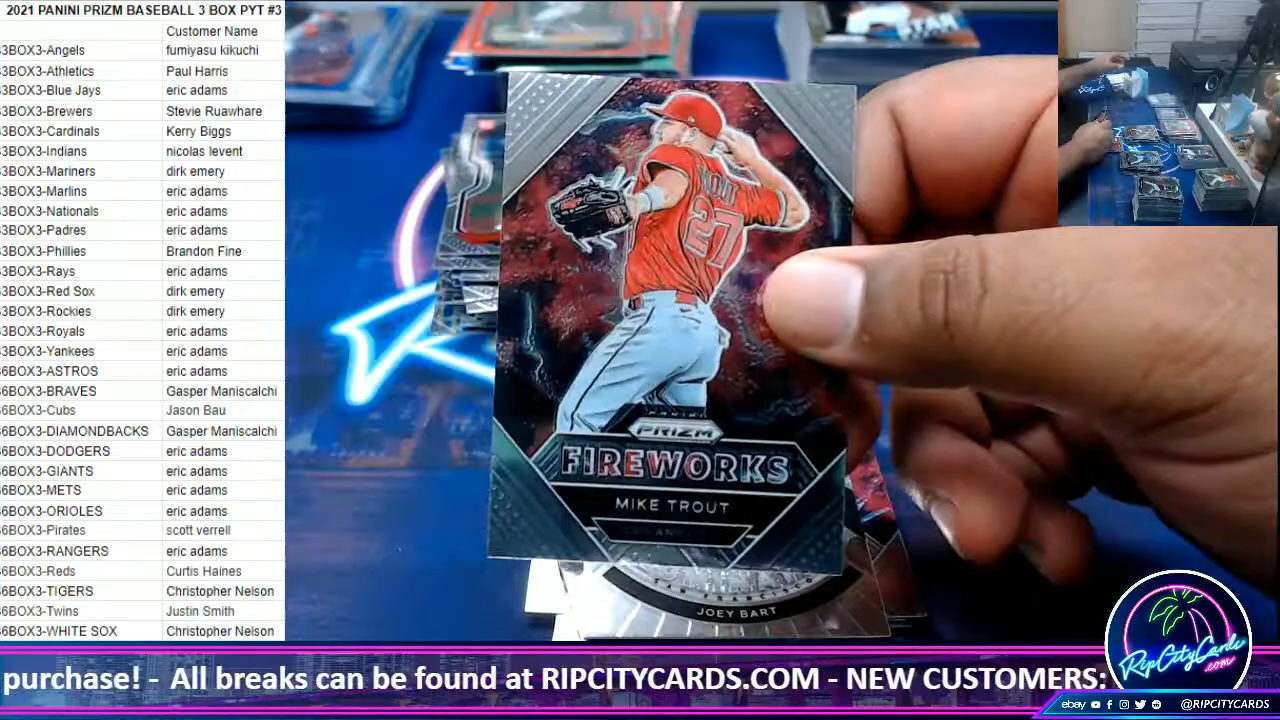 2021 PANINI PRIZM BASEBALL 3 BOX PYT #3
Customer Name
3BOX3-Angels fumiyasu kikuchi
3BOX3-Athletics Paul Harris
3BOX3-Blue Jays eric adams
3BOX3-Brewers Stevie Ruawhare
3BOX3-Cardinals Kerry Biggs
3BOX3-Indians nicolas levent
3BOX3-Mariners dirk emery
3BOX3-Marlins eric adams
3BOX3-Nationals eric adams
3BOX3-Padres eric adams
3BOX3-Phillies Brandon Fine
3BOX3-Rays eric adams
3BOX3-Red Sox dirk emery
3BOX3-Rockies dirk emery
3BOX3-Royals eric adams
3BOX3-Yankees eric adams
6BOX3-ASTROS eric adams
6BOX3-BRAVES Gasper Maniscalchi
6BOX3-Cubs Jason Bau
6BOX3-DIAMONDBACKS Gasper Maniscalchi
6BOX3-DODGERS eric adams
6BOX3-GIANTS eric adams
6BOX3-METS eric adams
6BOX3-ORIOLES eric adams
6BOX3-Pirates scott verrell
6BOX3-RANGERS eric adams
6BOX3-Reds Curtis Haines
6BOX3-TIGERS Christopher Nelson
6BOX3-Twins Justin Smith
6BOX3-WHITE SOX Christopher Nelson
STAR
TROUT
27
PANINI
PRIZM
FIREWORKS
MIKE TROUT
SAN FRANCISCO
JOEY BART
RipCityCards
.com
purchase! - All breaks can be found at RIPCITYCARDS.COM - NEW CUSTOMERS:
ebay @RIPCITYCARDS